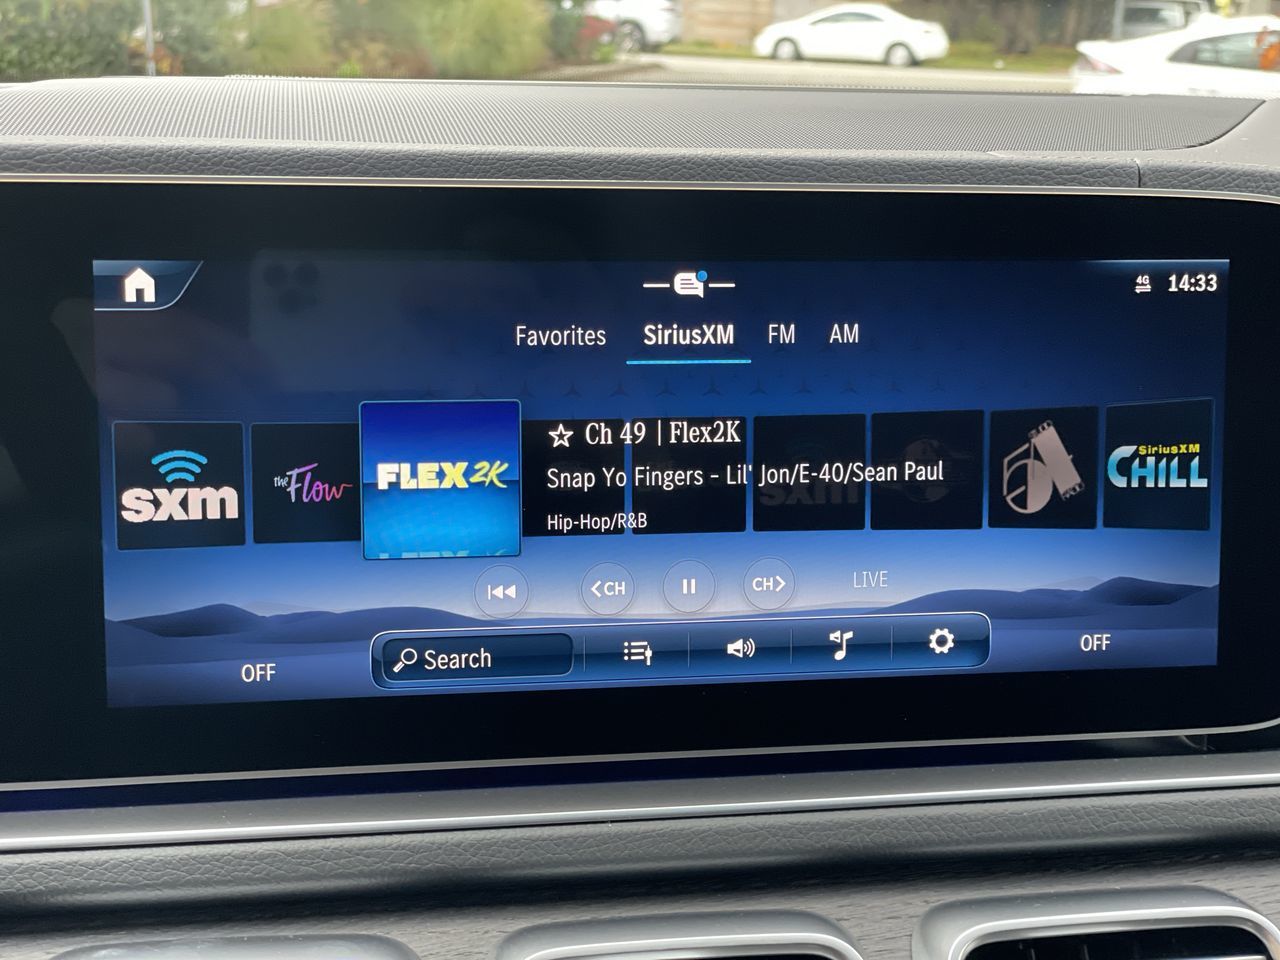 4G 14:33
Favorites SiriusXM FM AM
sxm
the Flow
FLEX2K
Ch 49 | Flex2K
Snap Yo Fingers - Lil' Jon/E-40/Sean Paul
Hip-Hop/R&B
SiriusXM
CHILL
<CH CH> LIVE
OFF Search OFF